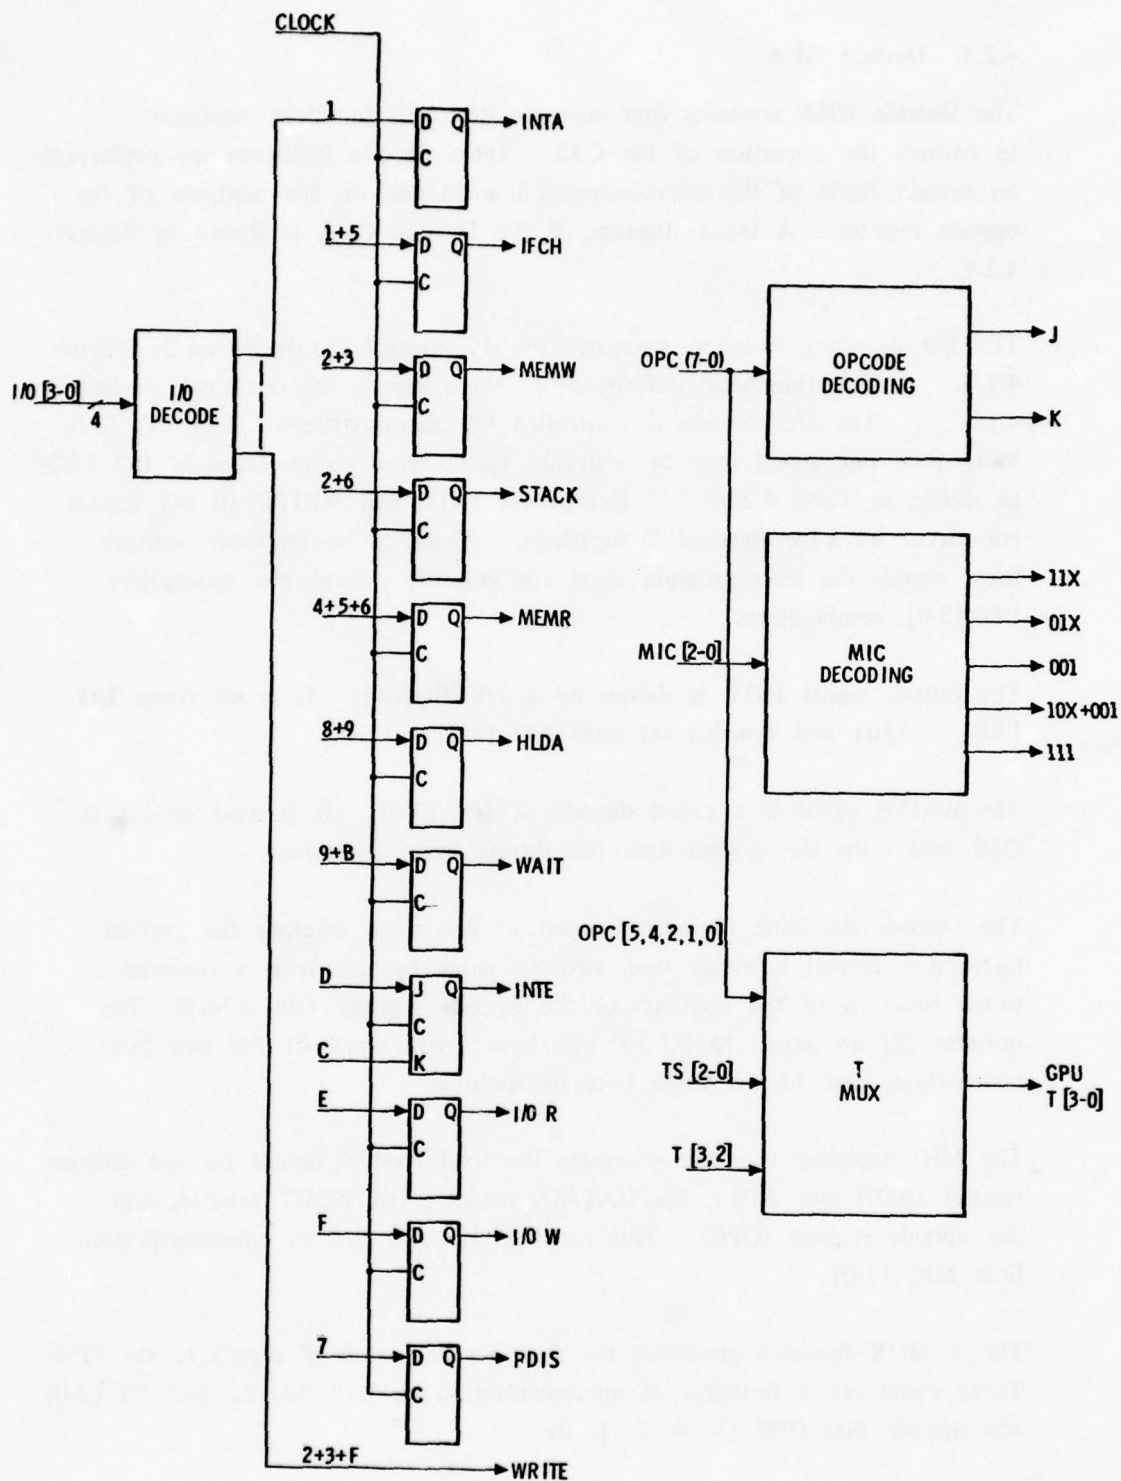 CLOCK
1
D Q
INTA
C
1+5
D Q
IFCH
C
I/O [3-0]
4
I/O
DECODE
2+3
D Q
MEMW
C
2+6
D Q
STACK
C
4+5+6
D Q
MEMR
C
8+9
D Q
HLDA
C
9+B
D Q
WAIT
C
D
J Q
INTE
C
C
K
E
D Q
I/O R
C
F
D Q
I/O W
C
7
D Q
PDIS
C
2+3+F
WRITE
OPC (7-0)
OPCODE
DECODING
J
K
MIC [2-0]
MIC
DECODING
11X
01X
001
10X+001
111
OPC [5,4,2,1,0]
TS [2-0]
T [3,2]
T
MUX
GPU
T [3-0]